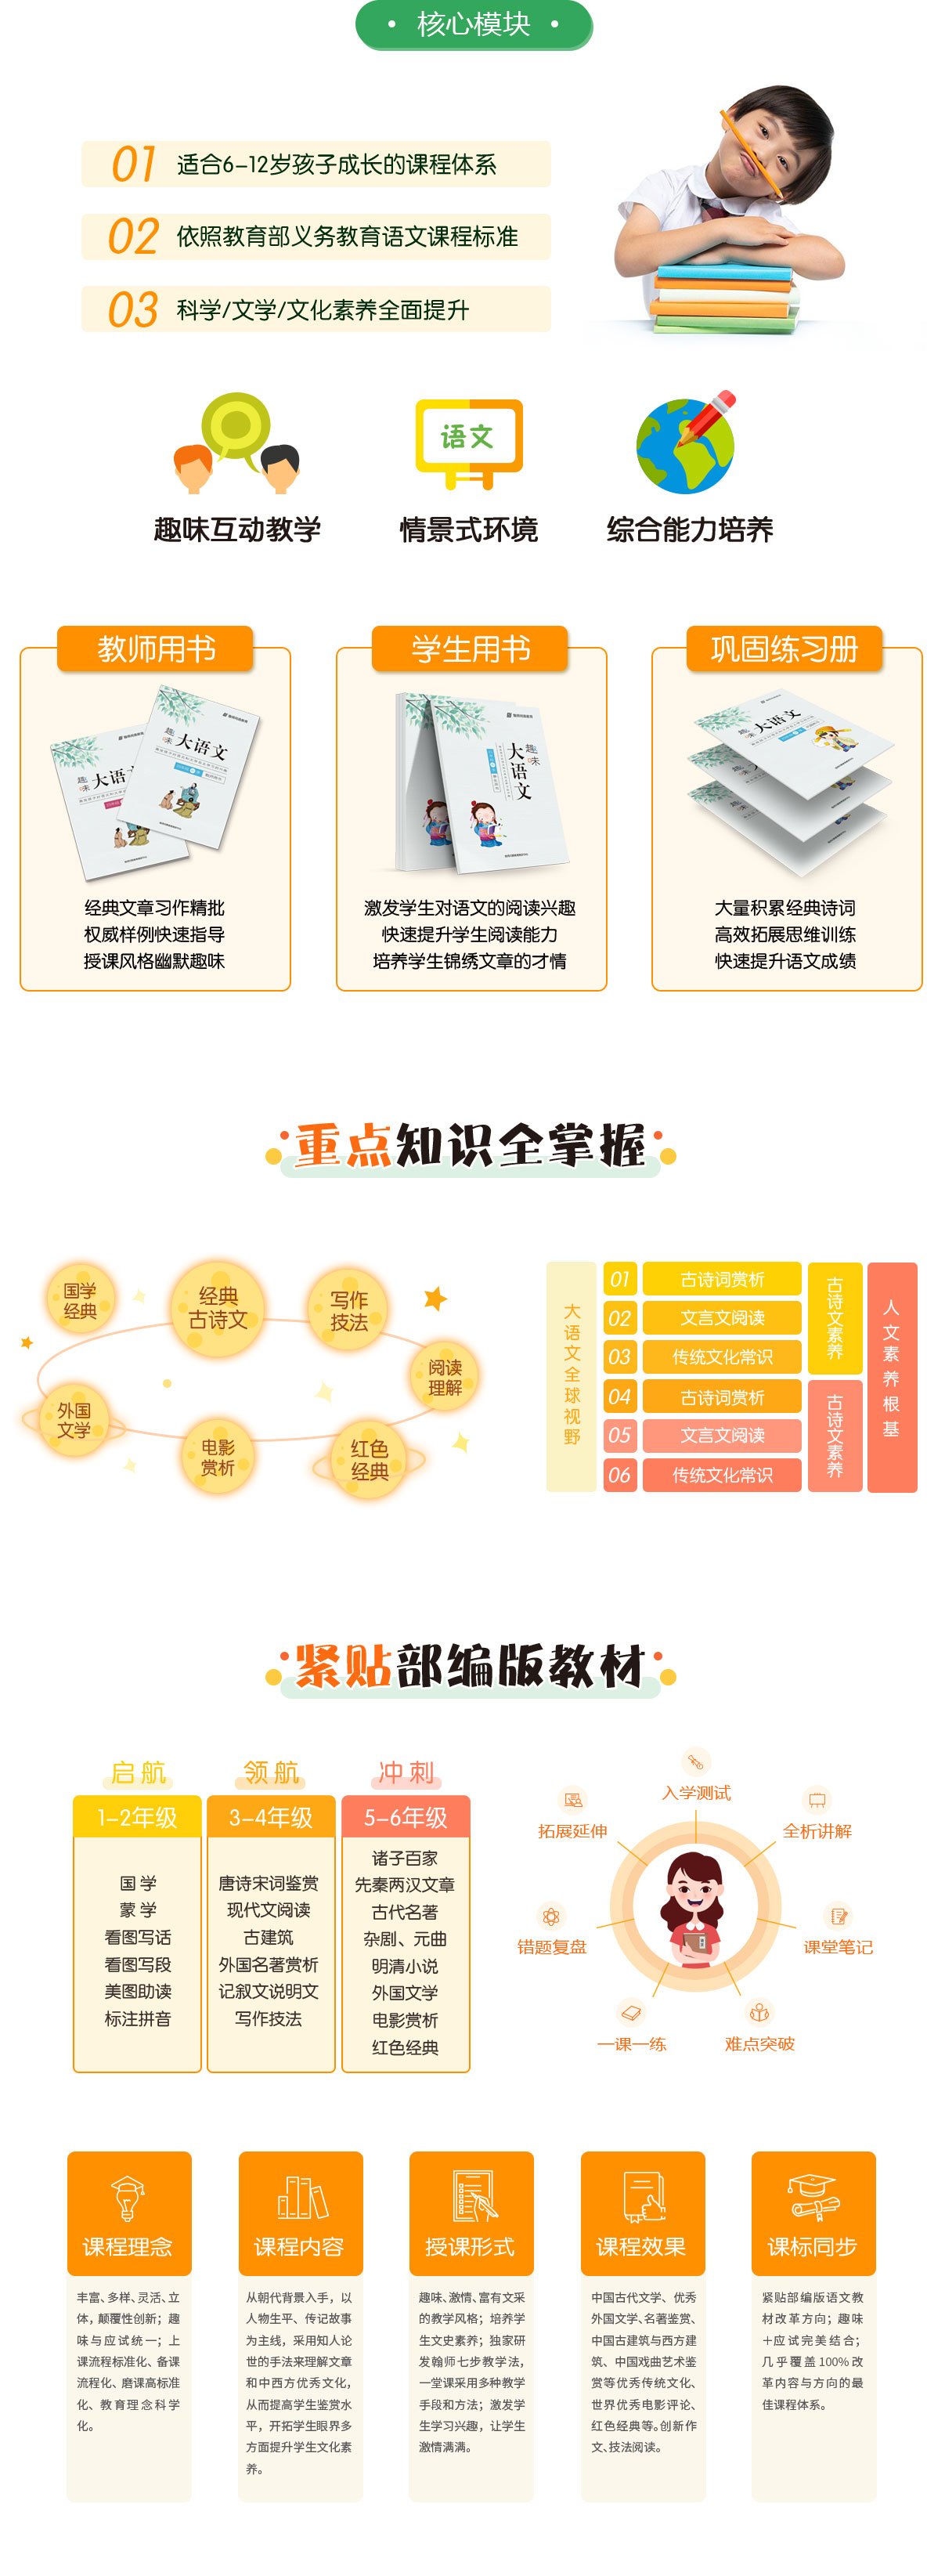 核心模块
01 适合6-12岁孩子成长的课程体系
02 依照教育部义务教育语文课程标准
03 科学/文学/文化素养全面提升
语文
趣味互动教学
情景式环境
综合能力培养
教师用书
趣味
大语文
趣味
大语文
经典文章习作精批
权威样例快速指导
授课风格幽默趣味
学生用书
趣味
大语文
激发学生对语文的阅读兴趣
快速提升学生阅读能力
培养学生锦绣文章的才情
巩固练习册
趣味
大语文
大量积累经典诗词
高效拓展思维训练
快速提升语文成绩
重点知识全掌握
国学
经典
经典
古诗文
写作
技法
阅读
理解
外国
文学
电影
赏析
红色
经典
大语文全球视野
01 古诗词赏析
02 文言文阅读
03 传统文化常识
04 古诗词赏析
05 文言文阅读
06 传统文化常识
古诗文素养
古诗文素养
人文素养根基
紧贴部编版教材
启航
1-2年级
国学
蒙学
看图写话
看图写段
美图助读
标注拼音
领航
3-4年级
唐诗宋词鉴赏
现代文阅读
古建筑
外国名著赏析
记叙文说明文
写作技法
冲刺
5-6年级
诸子百家
先秦两汉文章
古代名著
杂剧、元曲
明清小说
外国文学
电影赏析
红色经典
入学测试
全析讲解
课堂笔记
难点突破
一课一练
错题复盘
拓展延伸
课程理念
丰富、多样、灵活、立
体，颠覆性创新；趣
味与应试统一；上
课流程标准化、备课
流程化、磨课高标准
化、教育理念科学
化。
课程内容
从朝代背景入手，以
人物生平、传记故事
为主线，采用知人论
世的手法来理解文章
和中西方优秀文化，
从而提高学生鉴赏水
平，开拓学生眼界多
方面提升学生文化素
养。
授课形式
趣味、激情、富有文采
的教学风格；培养学
生文史素养；独家研
发翰师七步教学法，
一堂课采用多种教学
手段和方法；激发学
生学习兴趣，让学生
激情满满。
课程效果
中国古代文学、优秀
外国文学、名著鉴赏、
中国古建筑与西方建
筑、中国戏曲艺术鉴
赏等优秀传统文化、
世界优秀电影评论、
红色经典等。创新作
文、技法阅读。
课标同步
紧贴部编版语文教
材改革方向；趣味
+应试完美结合；
几乎覆盖100%改
革内容与方向的最
佳课程体系。